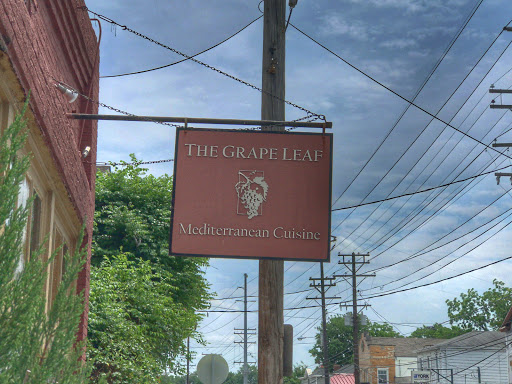 THE GRAPE LEAF
Mediterranean Cuisine